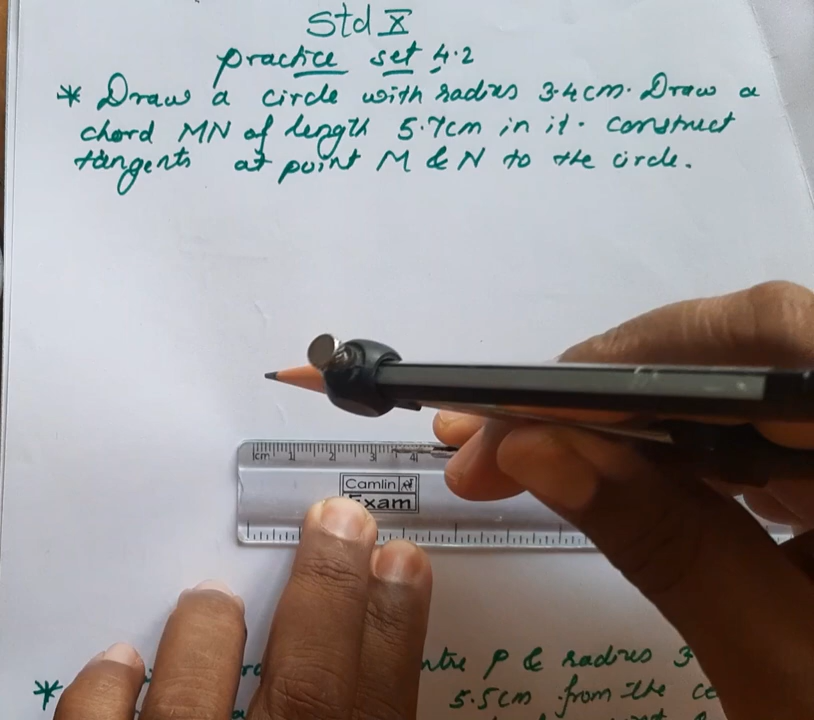 Std X
Practice set 4.2
* Draw a circle with radius 3.4cm. Draw a
chord MN of length 5.7cm in it. construct
tangents at point M & N to the circle.
cm 1 2 3 4
Camlin
Exam
* P & radius 3
5.5cm from the